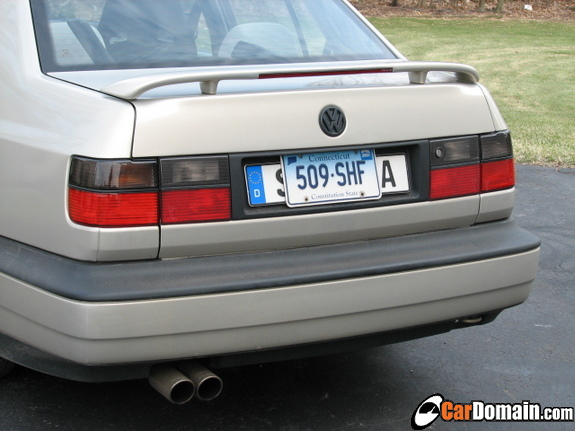 Connecticut
509·SHF
Constitution State
D
S A
CarDomain.com